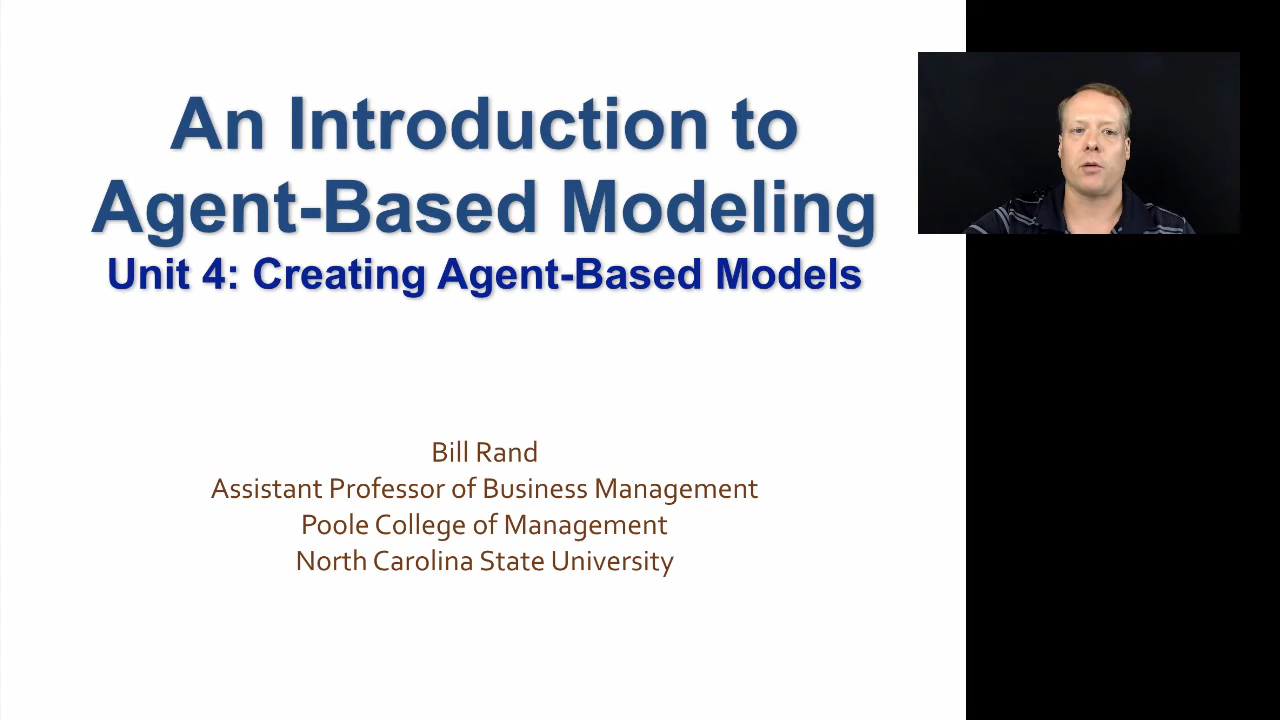 An Introduction to
Agent-Based Modeling
Unit 4: Creating Agent-Based Models
Bill Rand
Assistant Professor of Business Management
Poole College of Management
North Carolina State University